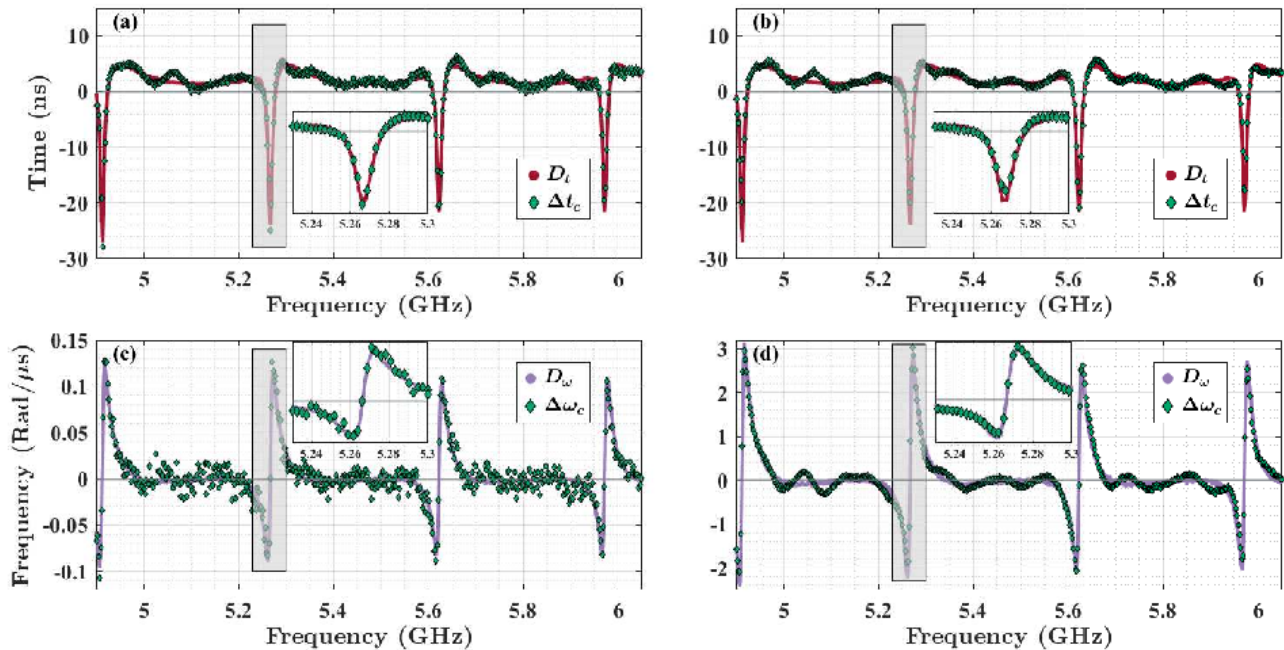 (a)
10
0
-10
-20
-30
Time (ns)
5.24 5.26 5.28 5.3
D_t
Δt_c
5 5.2 5.4 5.6 5.8 6
Frequency (GHz)
(b)
10
0
-10
-20
-30
5.24 5.26 5.28 5.3
D_t
Δt_c
5 5.2 5.4 5.6 5.8 6
Frequency (GHz)
(c)
0.15
0.1
0.05
0
-0.05
-0.1
Frequency (Rad/μs)
5.24 5.26 5.28 5.3
D_ω
Δω_c
5 5.2 5.4 5.6 5.8 6
Frequency (GHz)
(d)
3
2
1
0
-1
-2
5.24 5.26 5.28 5.3
D_ω
Δω_c
5 5.2 5.4 5.6 5.8 6
Frequency (GHz)